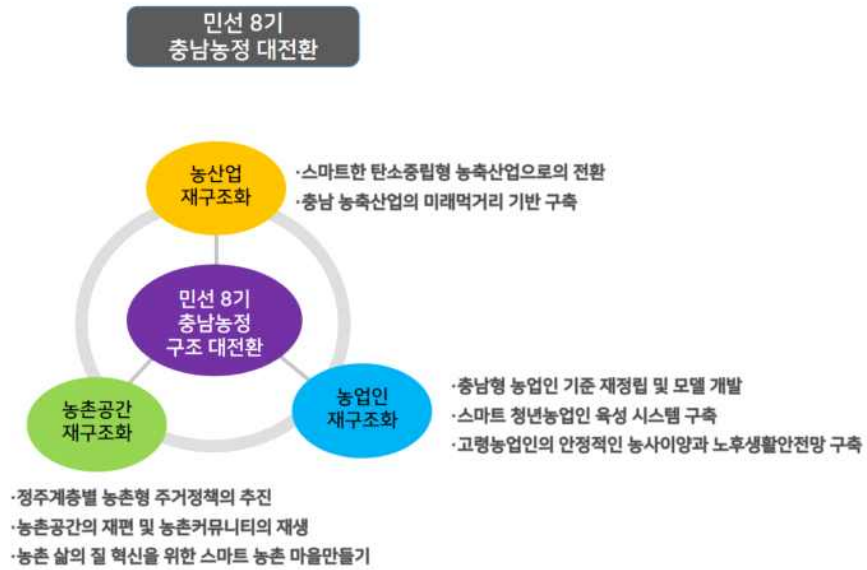 민선 8기
충남농정 대전환
농산업
재구조화
·스마트한 탄소중립형 농축산업으로의 전환
·충남 농축산업의 미래먹거리 기반 구축
민선 8기
충남농정
구조 대전환
농촌공간
재구조화
농업인
재구조화
·충남형 농업인 기준 재정립 및 모델 개발
·스마트 청년농업인 육성 시스템 구축
·고령농업인의 안정적인 농사이양과 노후생활안전망 구축
·정주계층별 농촌형 주거정책의 추진
·농촌공간의 재편 및 농촌커뮤니티의 재생
·농촌 삶의 질 혁신을 위한 스마트 농촌 마을만들기